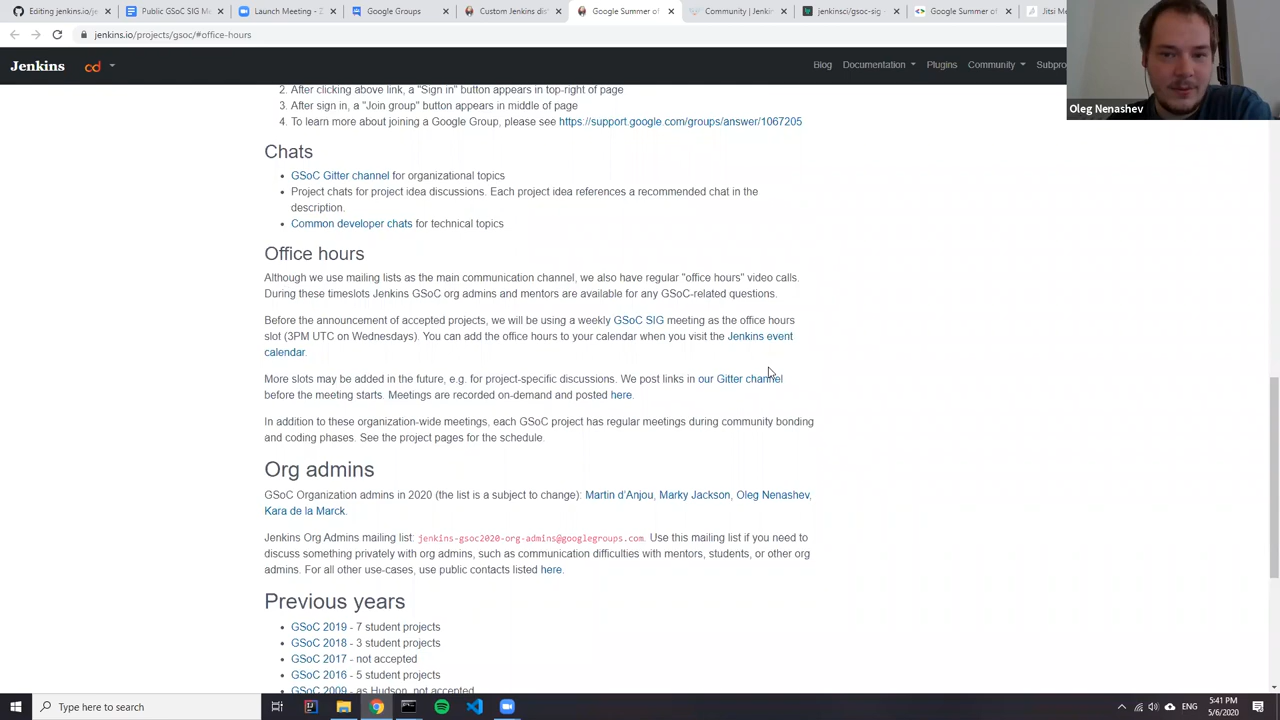 Editing jenkins.io/p
Public GSoC SIG M
Launch Meeting - Z
Google Groups
Custom Jenkins dis
Google Summer of
Community | Jenkin
jenkinsci/gsoc-sig
Google Summer of
Jitsi Me
jenkins.io/projects/gsoc/#office-hours
Jenkins
cd
Blog
Documentation
Plugins
Community
Subpro
Oleg Nenashev
2. After clicking above link, a "Sign in" button appears in top-right of page
3. After sign in, a "Join group" button appears in middle of page
4. To learn more about joining a Google Group, please see https://support.google.com/groups/answer/1067205
Chats
GSoC Gitter channel for organizational topics
Project chats for project idea discussions. Each project idea references a recommended chat in the
description.
Common developer chats for technical topics
Office hours
Although we use mailing lists as the main communication channel, we also have regular "office hours" video calls.
During these timeslots Jenkins GSoC org admins and mentors are available for any GSoC-related questions.
Before the announcement of accepted projects, we will be using a weekly GSoC SIG meeting as the office hours
slot (3PM UTC on Wednesdays). You can add the office hours to your calendar when you visit the Jenkins event
calendar.
More slots may be added in the future, e.g. for project-specific discussions. We post links in our Gitter channel
before the meeting starts. Meetings are recorded on-demand and posted here.
In addition to these organization-wide meetings, each GSoC project has regular meetings during community bonding
and coding phases. See the project pages for the schedule.
Org admins
GSoC Organization admins in 2020 (the list is a subject to change): Martin d'Anjou, Marky Jackson, Oleg Nenashev,
Kara de la Marck.
Jenkins Org Admins mailing list: jenkins-gsoc2020-org-admins@googlegroups.com. Use this mailing list if you need to
discuss something privately with org admins, such as communication difficulties with mentors, students, or other org
admins. For all other use-cases, use public contacts listed here.
Previous years
GSoC 2019 - 7 student projects
GSoC 2018 - 3 student projects
GSoC 2017 - not accepted
GSoC 2016 - 5 student projects
GSoC 2009 - as Hudson, not accepted
Type here to search
5:41 PM
5/6/2020